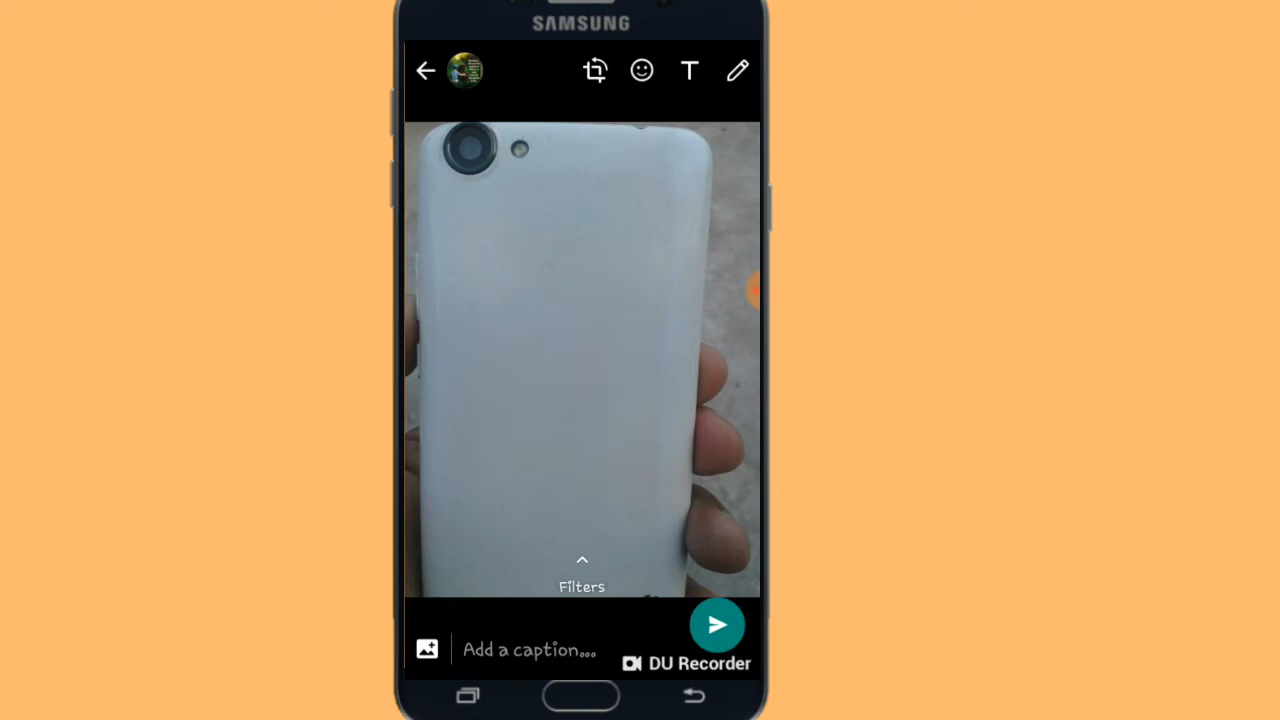 SAMSUNG
T
Filters
Add a caption...
DU Recorder